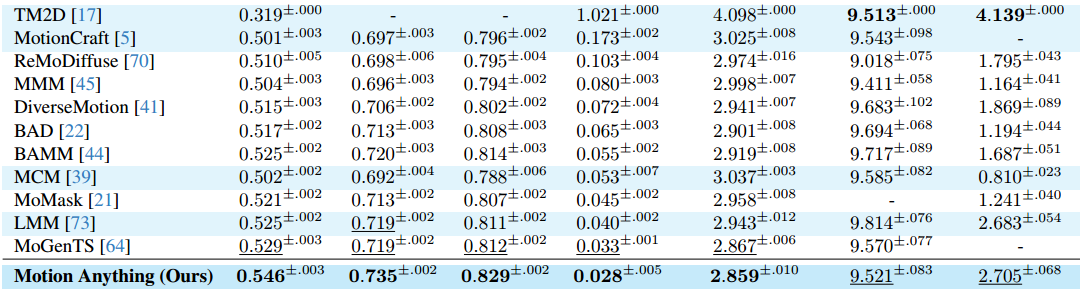 TM2D [17] 0.319±.000 - - 1.021±.000 4.098±.000 9.513±.000 4.139±.000
MotionCraft [5] 0.501±.003 0.697±.003 0.796±.002 0.173±.002 3.025±.008 9.543±.098 -
ReMoDiffuse [70] 0.510±.005 0.698±.006 0.795±.004 0.103±.004 2.974±.016 9.018±.075 1.795±.043
MMM [45] 0.504±.003 0.696±.003 0.794±.002 0.080±.003 2.998±.007 9.411±.058 1.164±.041
DiverseMotion [41] 0.515±.003 0.706±.002 0.802±.002 0.072±.004 2.941±.007 9.683±.102 1.869±.089
BAD [22] 0.517±.002 0.713±.003 0.808±.003 0.065±.003 2.901±.008 9.694±.068 1.194±.044
BAMM [44] 0.525±.002 0.720±.003 0.814±.003 0.055±.002 2.919±.008 9.717±.089 1.687±.051
MCM [39] 0.502±.002 0.692±.004 0.788±.006 0.053±.007 3.037±.003 9.585±.082 0.810±.023
MoMask [21] 0.521±.002 0.713±.002 0.807±.002 0.045±.002 2.958±.008 - 1.241±.040
LMM [73] 0.525±.002 0.719±.002 0.811±.002 0.040±.002 2.943±.012 9.814±.076 2.683±.054
MoGenTS [64] 0.529±.003 0.719±.002 0.812±.002 0.033±.001 2.867±.006 9.570±.077 -
Motion Anything (Ours) 0.546±.003 0.735±.002 0.829±.002 0.028±.005 2.859±.010 9.521±.083 2.705±.068